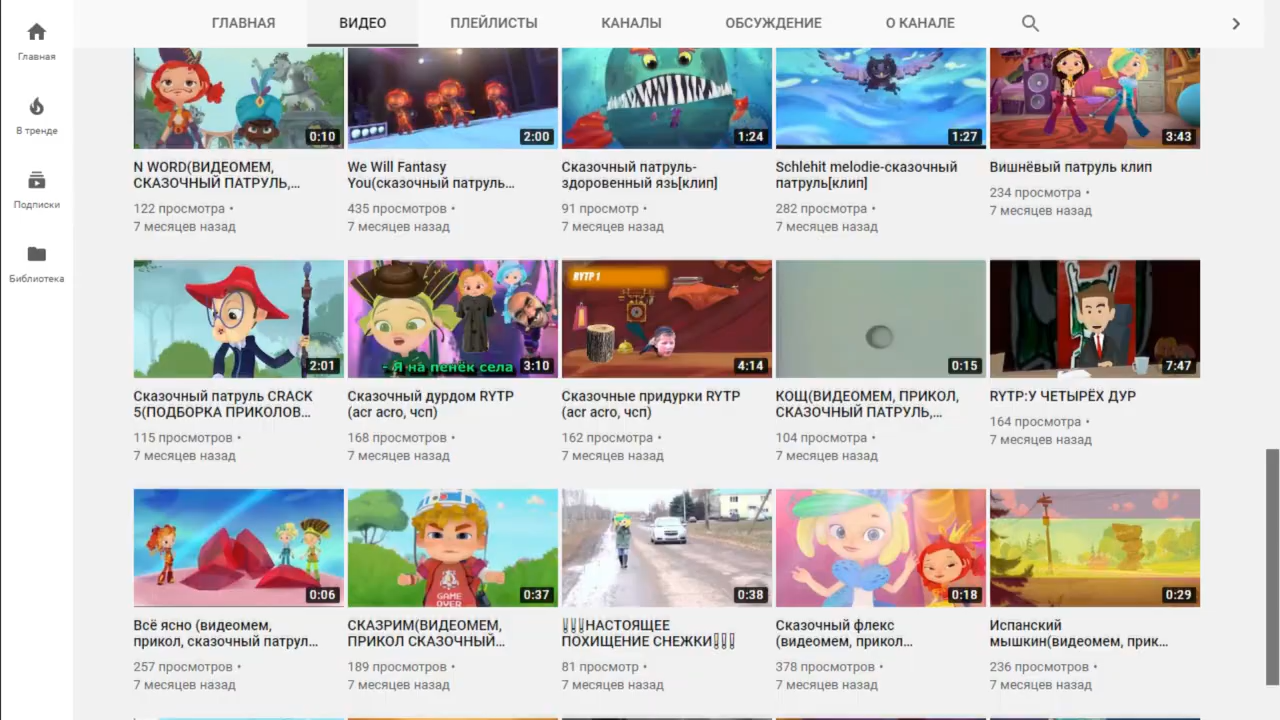 ГЛАВНАЯ
ВИДЕО
ПЛЕЙЛИСТЫ
КАНАЛЫ
ОБСУЖДЕНИЕ
О КАНАЛЕ
Главная
В тренде
Подписки
Библиотека
0:10
2:00
1:24
1:27
3:43
N WORD(ВИДЕОМЕМ,
СКАЗОЧНЫЙ ПАТРУЛЬ,...
122 просмотра •
7 месяцев назад
We Will Fantasy
You(сказочный патруль...
435 просмотров •
7 месяцев назад
Сказочный патруль-
здоровенный язь[клип]
91 просмотр •
7 месяцев назад
Schlehit melodie-сказочный
патруль[клип]
282 просмотра •
7 месяцев назад
Вишнёвый патруль клип
234 просмотра •
7 месяцев назад
2:01
- Я на пенёк села
3:10
RYTP 1
4:14
0:15
7:47
Сказочный патруль CRACK
5(ПОДБОРКА ПРИКОЛОВ...
115 просмотров •
7 месяцев назад
Сказочный дурдом RYTP
(acr acro, чсп)
168 просмотров •
7 месяцев назад
Сказочные придурки RYTP
(acr acro, чсп)
162 просмотра •
7 месяцев назад
КОЩ(ВИДЕОМЕМ, ПРИКОЛ,
СКАЗОЧНЫЙ ПАТРУЛЬ,...
104 просмотра •
7 месяцев назад
RYTP:У ЧЕТЫРЁХ ДУР
164 просмотра •
7 месяцев назад
0:06
GAME
OVER
0:37
0:38
0:18
0:29
Всё ясно (видеомем,
прикол, сказочный патрул...
257 просмотров •
7 месяцев назад
СКАЗРИМ(ВИДЕОМЕМ,
ПРИКОЛ СКАЗОЧНЫЙ...
189 просмотров •
7 месяцев назад
‼️‼️НАСТОЯЩЕЕ
ПОХИЩЕНИЕ СНЕЖКИ‼️‼️
81 просмотр •
7 месяцев назад
Сказочный флекс
(видеомем, прикол...
378 просмотров •
7 месяцев назад
Испанский
мышкин(видеомем, прик...
236 просмотров •
7 месяцев назад